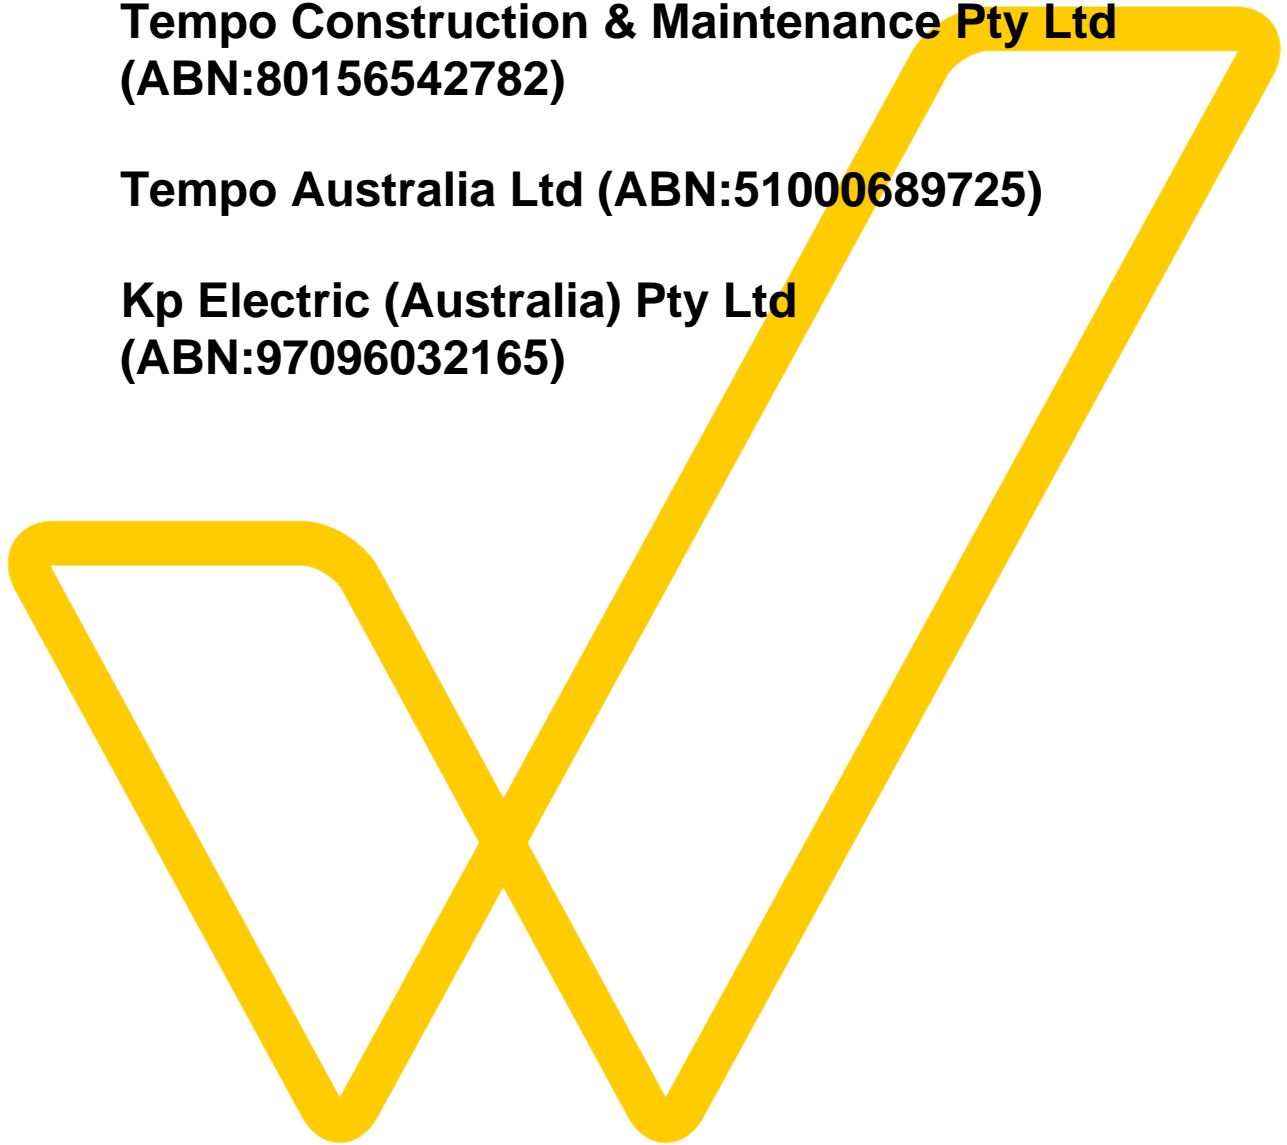 Tempo Construction & Maintenance Pty Ltd
(ABN:80156542782)
Tempo Australia Ltd (ABN:51000689725)
Kp Electric (Australia) Pty Ltd
(ABN:97096032165)